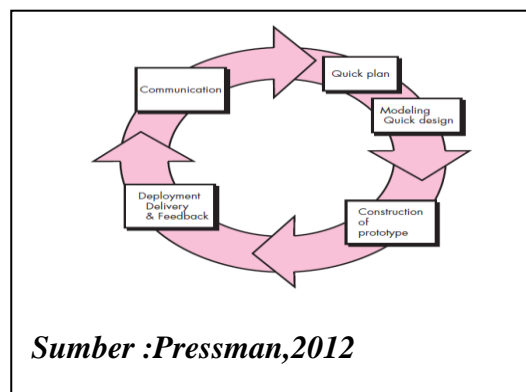 Communication
Quick plan
Modeling
Quick design
Construction
of
prototype
Deployment
Delivery
& Feedback
Sumber :Pressman,2012